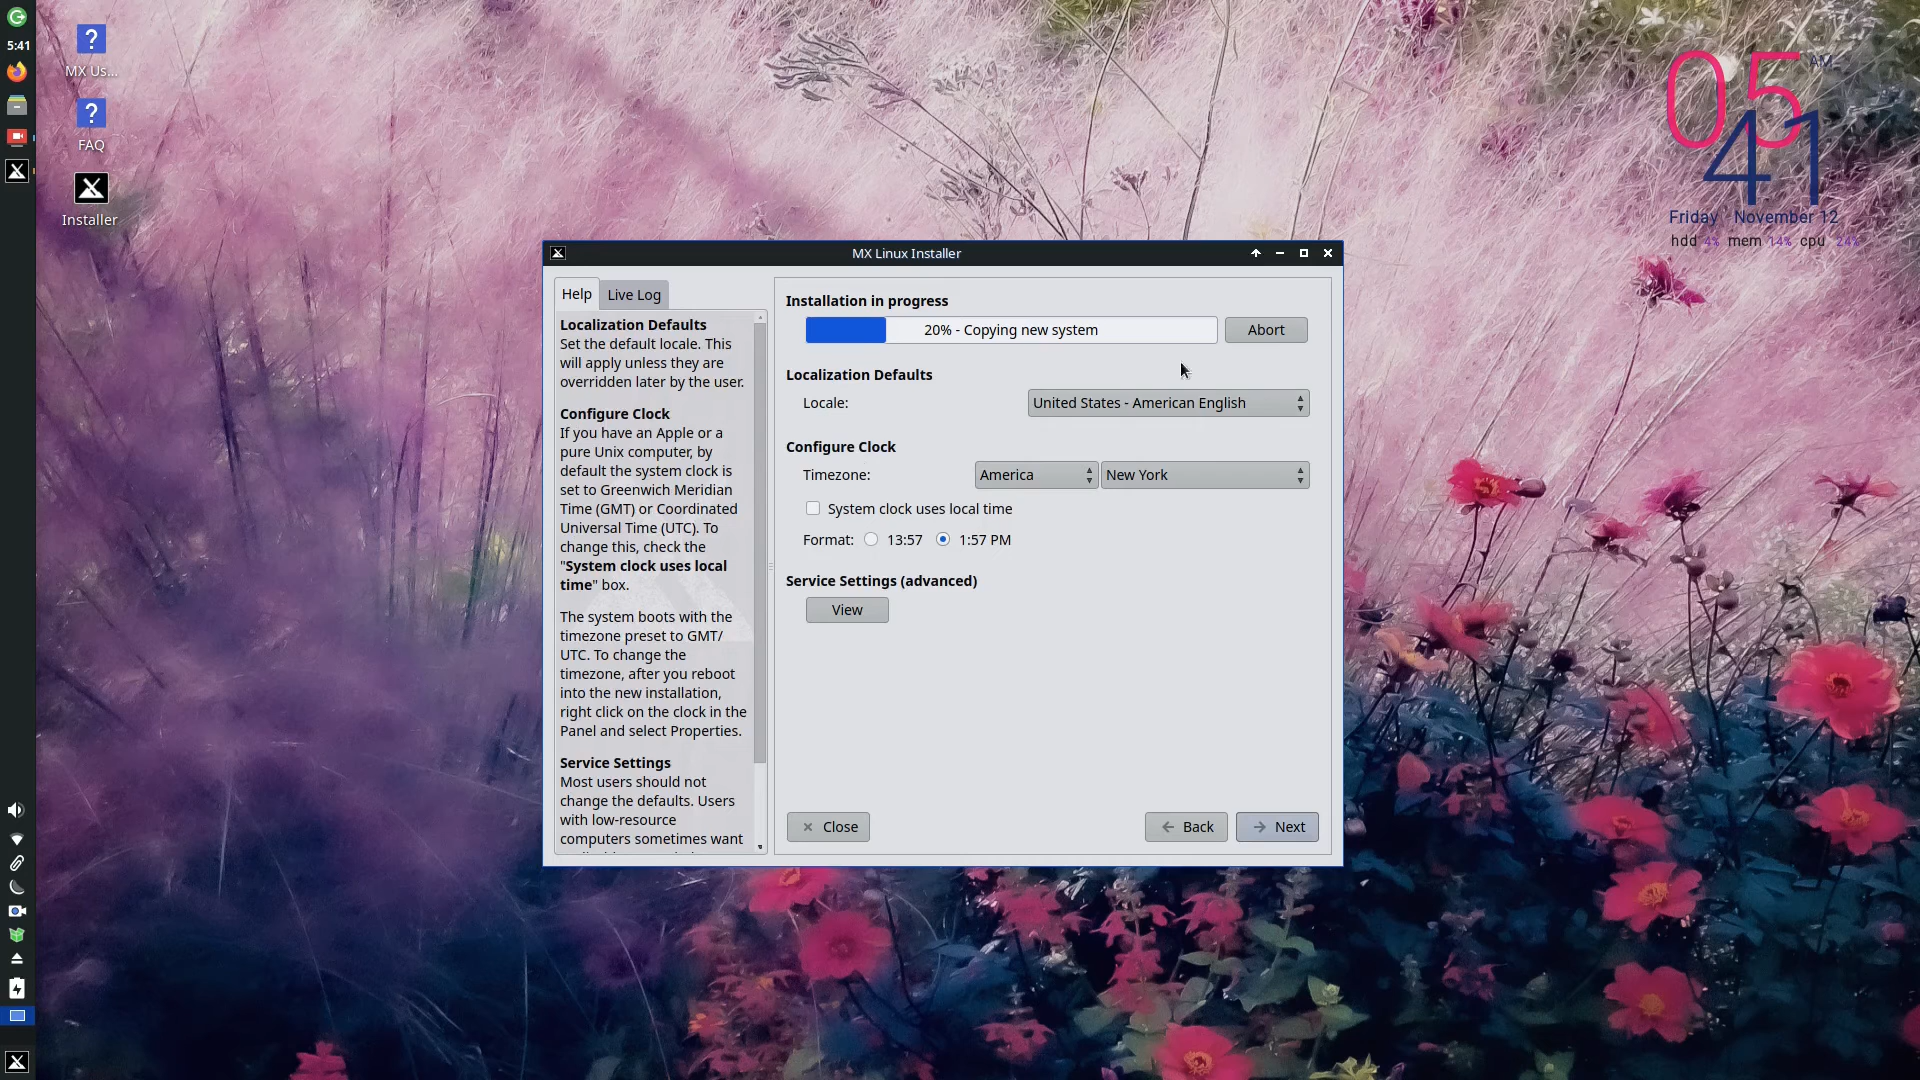 5:41
MX Us...
FAQ
Installer
05 AM
41
Friday November 12
hdd 4% mem 14% cpu 24%
MX Linux Installer
Help
Live Log
Localization Defaults
Set the default locale. This
will apply unless they are
overridden later by the user.
Configure Clock
If you have an Apple or a
pure Unix computer, by
default the system clock is
set to Greenwich Meridian
Time (GMT) or Coordinated
Universal Time (UTC). To
change this, check the
"System clock uses local
time" box.
The system boots with the
timezone preset to GMT/
UTC. To change the
timezone, after you reboot
into the new installation,
right click on the clock in the
Panel and select Properties.
Service Settings
Most users should not
change the defaults. Users
with low-resource
computers sometimes want
Installation in progress
20% - Copying new system
Abort
Localization Defaults
Locale: United States - American English
Configure Clock
Timezone: America New York
System clock uses local time
Format: 13:57 1:57 PM
Service Settings (advanced)
View
Close
Back
Next